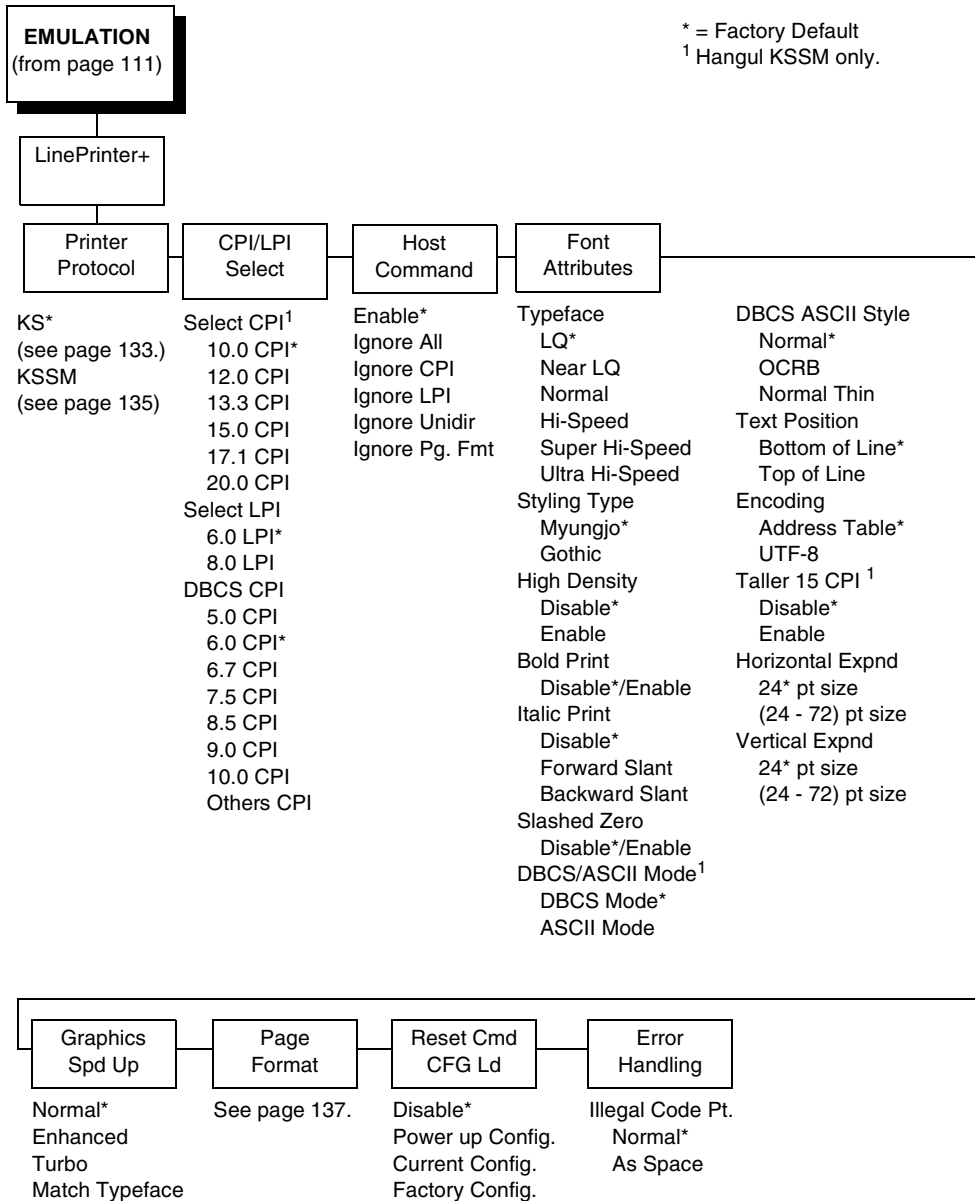 EMULATION
(from page 111)
* = Factory Default
1 Hangul KSSM only.
LinePrinter+
Printer
Protocol
CPI/LPI
Select
Host
Command
Font
Attributes
KS*
(see page 133.)
KSSM
(see page 135)
Select CPI1
10.0 CPI*
12.0 CPI
13.3 CPI
15.0 CPI
17.1 CPI
20.0 CPI
Select LPI
6.0 LPI*
8.0 LPI
DBCS CPI
5.0 CPI
6.0 CPI*
6.7 CPI
7.5 CPI
8.5 CPI
9.0 CPI
10.0 CPI
Others CPI
Enable*
Ignore All
Ignore CPI
Ignore LPI
Ignore Unidir
Ignore Pg. Fmt
Typeface
LQ*
Near LQ
Normal
Hi-Speed
Super Hi-Speed
Ultra Hi-Speed
Styling Type
Myungjo*
Gothic
High Density
Disable*
Enable
Bold Print
Disable*/Enable
Italic Print
Disable*
Forward Slant
Backward Slant
Slashed Zero
Disable*/Enable
DBCS/ASCII Mode1
DBCS Mode*
ASCII Mode
DBCS ASCII Style
Normal*
OCRB
Normal Thin
Text Position
Bottom of Line*
Top of Line
Encoding
Address Table*
UTF-8
Taller 15 CPI 1
Disable*
Enable
Horizontal Expnd
24* pt size
(24 - 72) pt size
Vertical Expnd
24* pt size
(24 - 72) pt size
Graphics
Spd Up
Page
Format
Reset Cmd
CFG Ld
Error
Handling
Normal*
Enhanced
Turbo
Match Typeface
See page 137.
Disable*
Power up Config.
Current Config.
Factory Config.
Illegal Code Pt.
Normal*
As Space